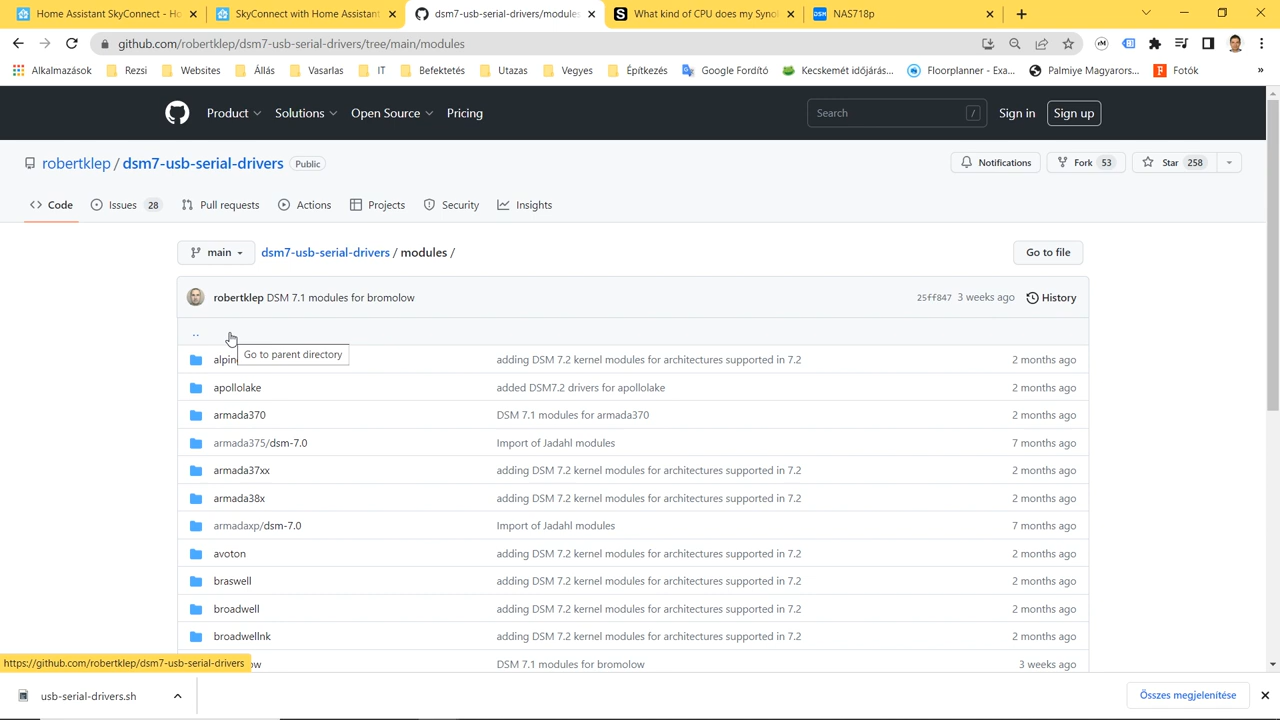 Home Assistant SkyConnect - Ho
SkyConnect with Home Assistant
dsm7-usb-serial-drivers/modules
What kind of CPU does my Syno
NAS718p
github.com/robertklep/dsm7-usb-serial-drivers/tree/main/modules
Alkalmazások
Rezsi
Websites
Állás
Vasarlas
IT
Befektet
Utazas
Vegyes
Építkezés
Google Fordító
Kecskemét időjárás...
Floorplanner - Exa...
Palmiye Magyarors...
Fotók
»
Product
Solutions
Open Source
Pricing
Search /
Sign in
Sign up
robertklep / dsm7-usb-serial-drivers Public
Notifications
Fork 53
Star 258
Code
Issues 28
Pull requests
Actions
Projects
Security
Insights
main
dsm7-usb-serial-drivers / modules /
Go to file
robertklep DSM 7.1 modules for bromolow 25ff847 3 weeks ago History
..
Go to parent directory
alpin adding DSM 7.2 kernel modules for architectures supported in 7.2 2 months ago
apollolake added DSM7.2 drivers for apollolake 2 months ago
armada370 DSM 7.1 modules for armada370 2 months ago
armada375/dsm-7.0 Import of Jadahl modules 7 months ago
armada37xx adding DSM 7.2 kernel modules for architectures supported in 7.2 2 months ago
armada38x adding DSM 7.2 kernel modules for architectures supported in 7.2 2 months ago
armadaxp/dsm-7.0 Import of Jadahl modules 7 months ago
avoton adding DSM 7.2 kernel modules for architectures supported in 7.2 2 months ago
braswell adding DSM 7.2 kernel modules for architectures supported in 7.2 2 months ago
broadwell adding DSM 7.2 kernel modules for architectures supported in 7.2 2 months ago
broadwellnk adding DSM 7.2 kernel modules for architectures supported in 7.2 2 months ago
ow DSM 7.1 modules for bromolow 3 weeks ago
https://github.com/robertklep/dsm7-usb-serial-drivers
usb-serial-drivers.sh
Összes megjelenítése